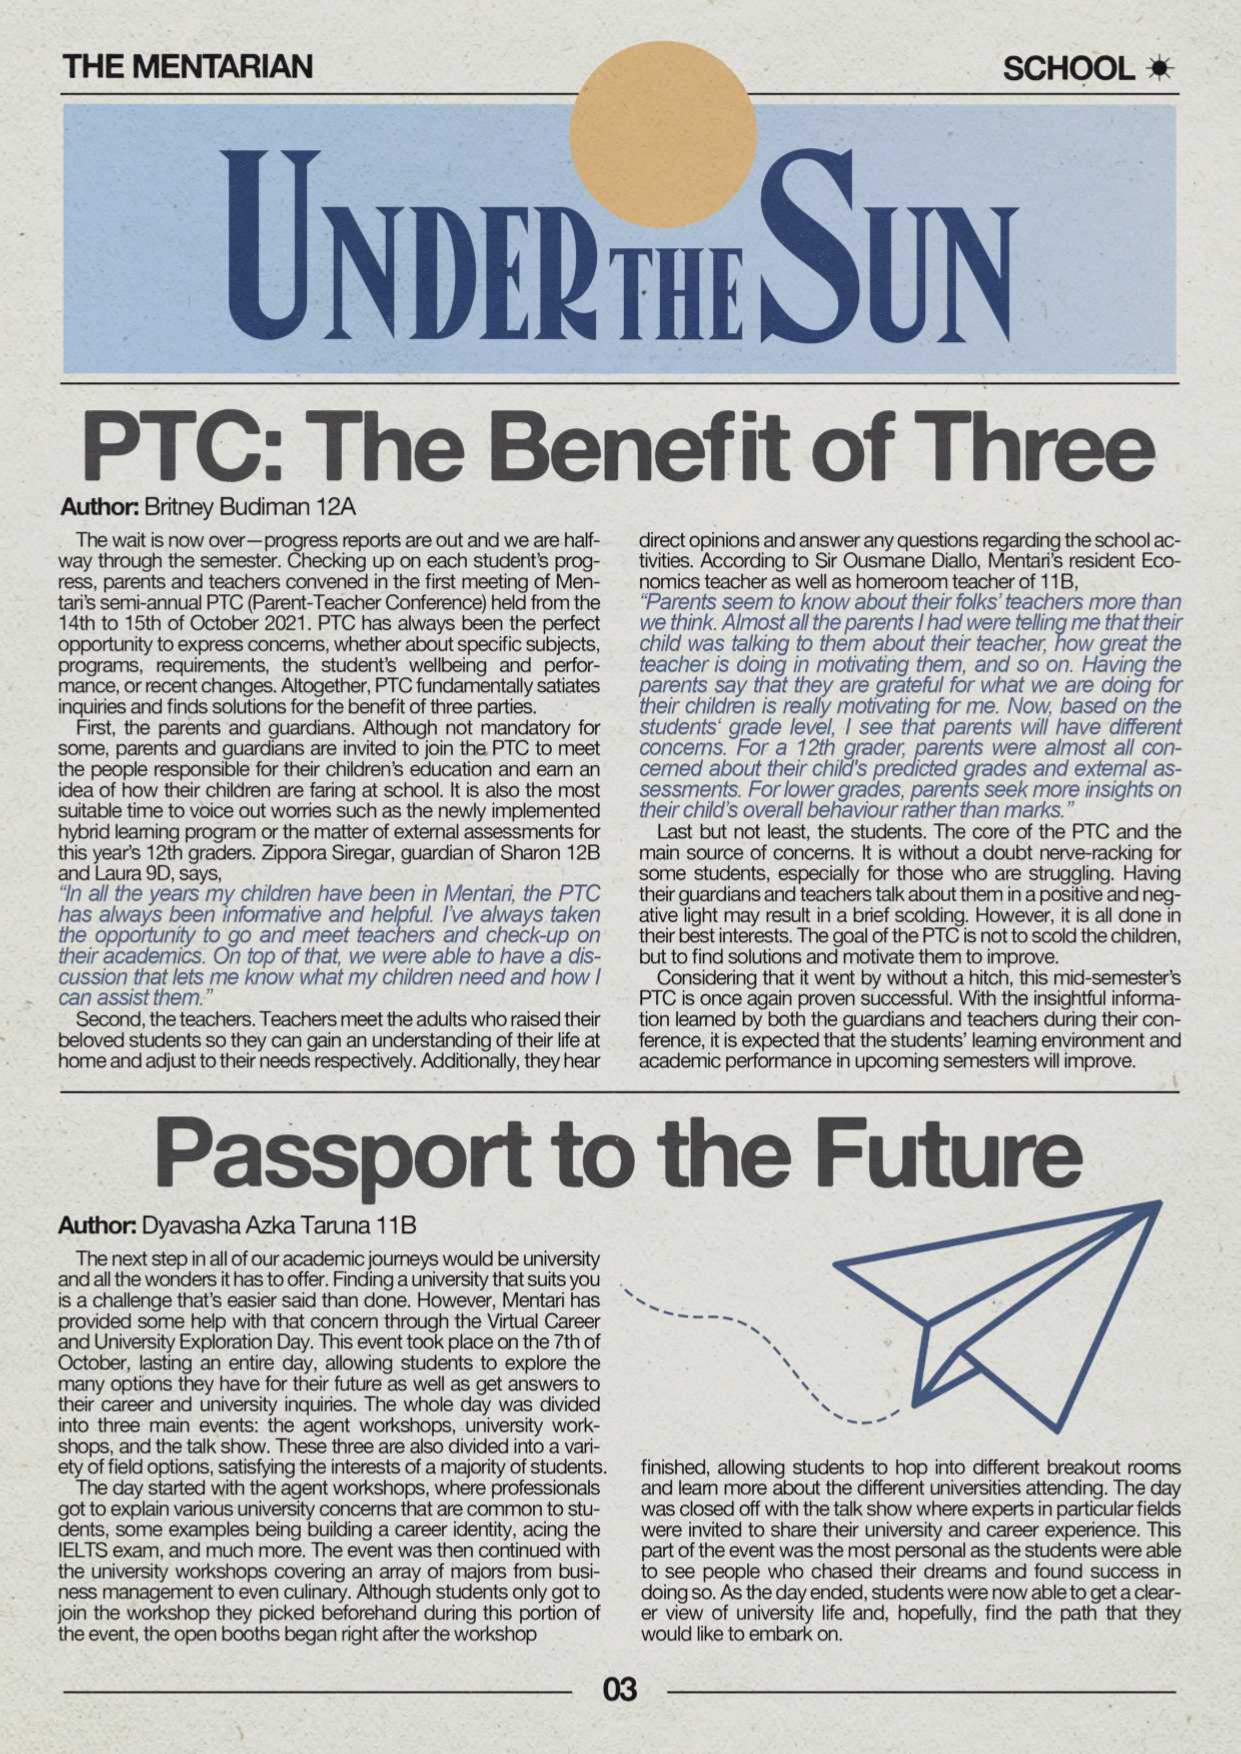 THE MENTARIAN
SCHOOL
UNDER THE SUN
PTC: The Benefit of Three
Author: Britney Budiman 12A
The wait is now over—progress reports are out and we are half-
way through the semester. Checking up on each student's prog-
ress, parents and teachers convened in the first meeting of Men-
tari's semi-annual PTC (Parent-Teacher Conference) held from the
14th to 15th of October 2021. PTC has always been the perfect
opportunity to express concerns, whether about specific subjects,
programs, requirements, the student's wellbeing and perfor-
mance, or recent changes. Altogether, PTC fundamentally satiates
inquiries and finds solutions for the benefit of three parties.
First, the parents and guardians. Although not mandatory for
some, parents and guardians are invited to join the PTC to meet
the people responsible for their children's education and earn an
idea of how their children are faring at school. It is also the most
suitable time to voice out worries such as the newly implemented
hybrid learning program or the matter of external assessments for
this year's 12th graders. Zippora Siregar, guardian of Sharon 12B
and Laura 9D, says,
"In all the years my children have been in Mentari, the PTC
has always been informative and helpful. I've always taken
the opportunity to go and meet teachers and check-up on
their academics. On top of that, we were able to have a dis-
cussion that lets me know what my children need and how I
can assist them."
Second, the teachers. Teachers meet the adults who raised their
beloved students so they can gain an understanding of their life at
home and adjust to their needs respectively. Additionally, they hear
direct opinions and answer any questions regarding the school ac-
tivities. According to Sir Ousmane Diallo, Mentari's resident Eco-
nomics teacher as well as homeroom teacher of 11B,
"Parents seem to know about their folks' teachers more than
we think. Almost all the parents I had were telling me that their
child was talking to them about their teacher, how great the
teacher is doing in motivating them, and so on. Having the
parents say that they are grateful for what we are doing for
their children is really motivating for me. Now, based on the
students' grade level, I see that parents will have different
concerns. For a 12th grader, parents were almost all con-
cerned about their child's predicted grades and external as-
sessments. For lower grades, parents seek more insights on
their child's overall behaviour rather than marks."
Last but not least, the students. The core of the PTC and the
main source of concerns. It is without a doubt nerve-racking for
some students, especially for those who are struggling. Having
their guardians and teachers talk about them in a positive and neg-
ative light may result in a brief scolding. However, it is all done in
their best interests. The goal of the PTC is not to scold the children,
but to find solutions and motivate them to improve.
Considering that it went by without a hitch, this mid-semester's
PTC is once again proven successful. With the insightful informa-
tion learned by both the guardians and teachers during their con-
ference, it is expected that the students' learning environment and
academic performance in upcoming semesters will improve.
Passport to the Future
Author: Dyavasha Azka Taruna 11B
The next step in all of our academic journeys would be university
and all the wonders it has to offer. Finding a university that suits you
is a challenge that's easier said than done. However, Mentari has
provided some help with that concern through the Virtual Career
and University Exploration Day. This event took place on the 7th of
October, lasting an entire day, allowing students to explore the
many options they have for their future as well as get answers to
their career and university inquiries. The whole day was divided
into three main events: the agent workshops, university work-
shops, and the talk show. These three are also divided into a vari-
ety of field options, satisfying the interests of a majority of students.
The day started with the agent workshops, where professionals
got to explain various university concerns that are common to stu-
dents, some examples being building a career identity, acing the
IELTS exam, and much more. The event was then continued with
the university workshops covering an array of majors from busi-
ness management to even culinary. Although students only got to
join the workshop they picked beforehand during this portion of
the event, the open booths began right after the workshop
finished, allowing students to hop into different breakout rooms
and learn more about the different universities attending. The day
was closed off with the talk show where experts in particular fields
were invited to share their university and career experience. This
part of the event was the most personal as the students were able
to see people who chased their dreams and found success in
doing so. As the day ended, students were now able to get a clear-
er view of university life and, hopefully, find the path that they
would like to embark on.
03